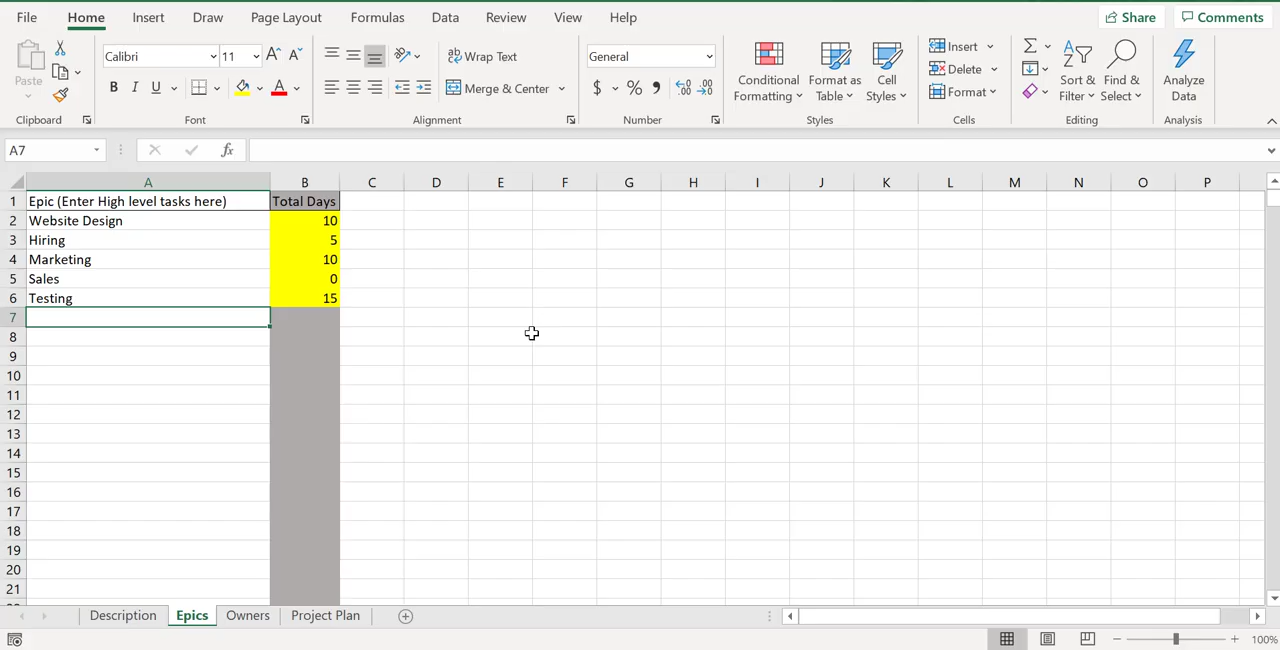 File Home Insert Draw Page Layout Formulas Data Review View Help Share Comments
Paste Calibri 11 A A ab Wrap Text General Conditional Formatting Format as Table Cell Styles Insert Delete Format Sort & Filter Find & Select Analyze Data
B I U A Merge & Center $ % 9 .00 .00
Clipboard Font Alignment Number Styles Cells Editing Analysis
A7 fx
A B C D E F G H I J K L M N O P
1 Epic (Enter High level tasks here) Total Days
2 Website Design 10
3 Hiring 5
4 Marketing 10
5 Sales 0
6 Testing 15
7
8
9
10
11
12
13
14
15
16
17
18
19
20
21
Description Epics Owners Project Plan
100%